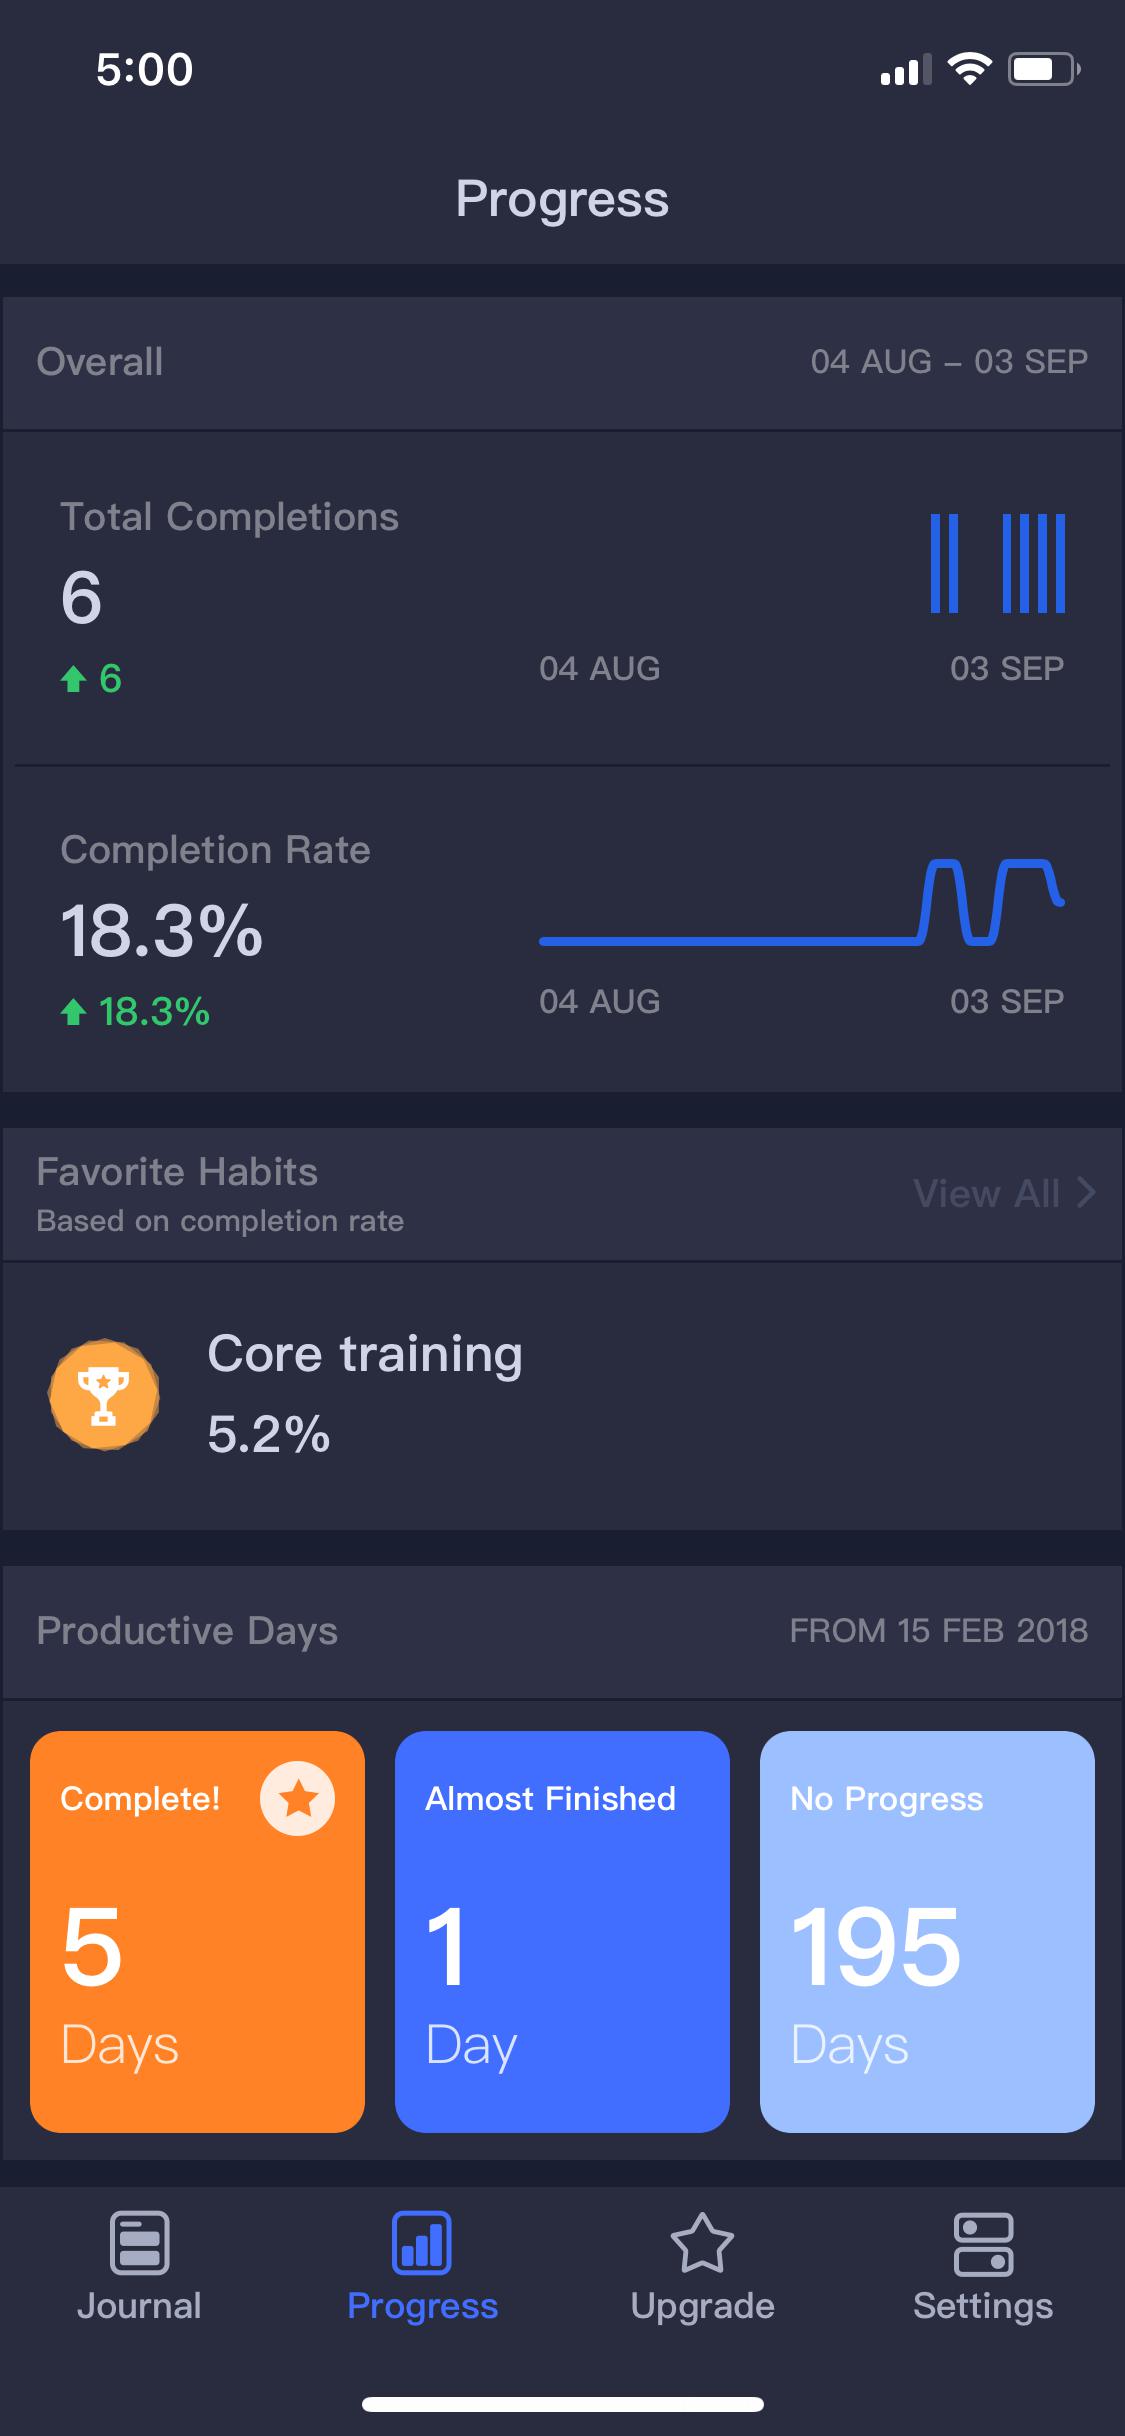 5:00
Progress
Overall
04 AUG – 03 SEP
Total Completions
6
6
04 AUG
03 SEP
Completion Rate
18.3%
18.3%
04 AUG
03 SEP
Favorite Habits
Based on completion rate
View All
Core training
5.2%
Productive Days
FROM 15 FEB 2018
Complete!
5
Days
Almost Finished
1
Day
No Progress
195
Days
Journal
Progress
Upgrade
Settings